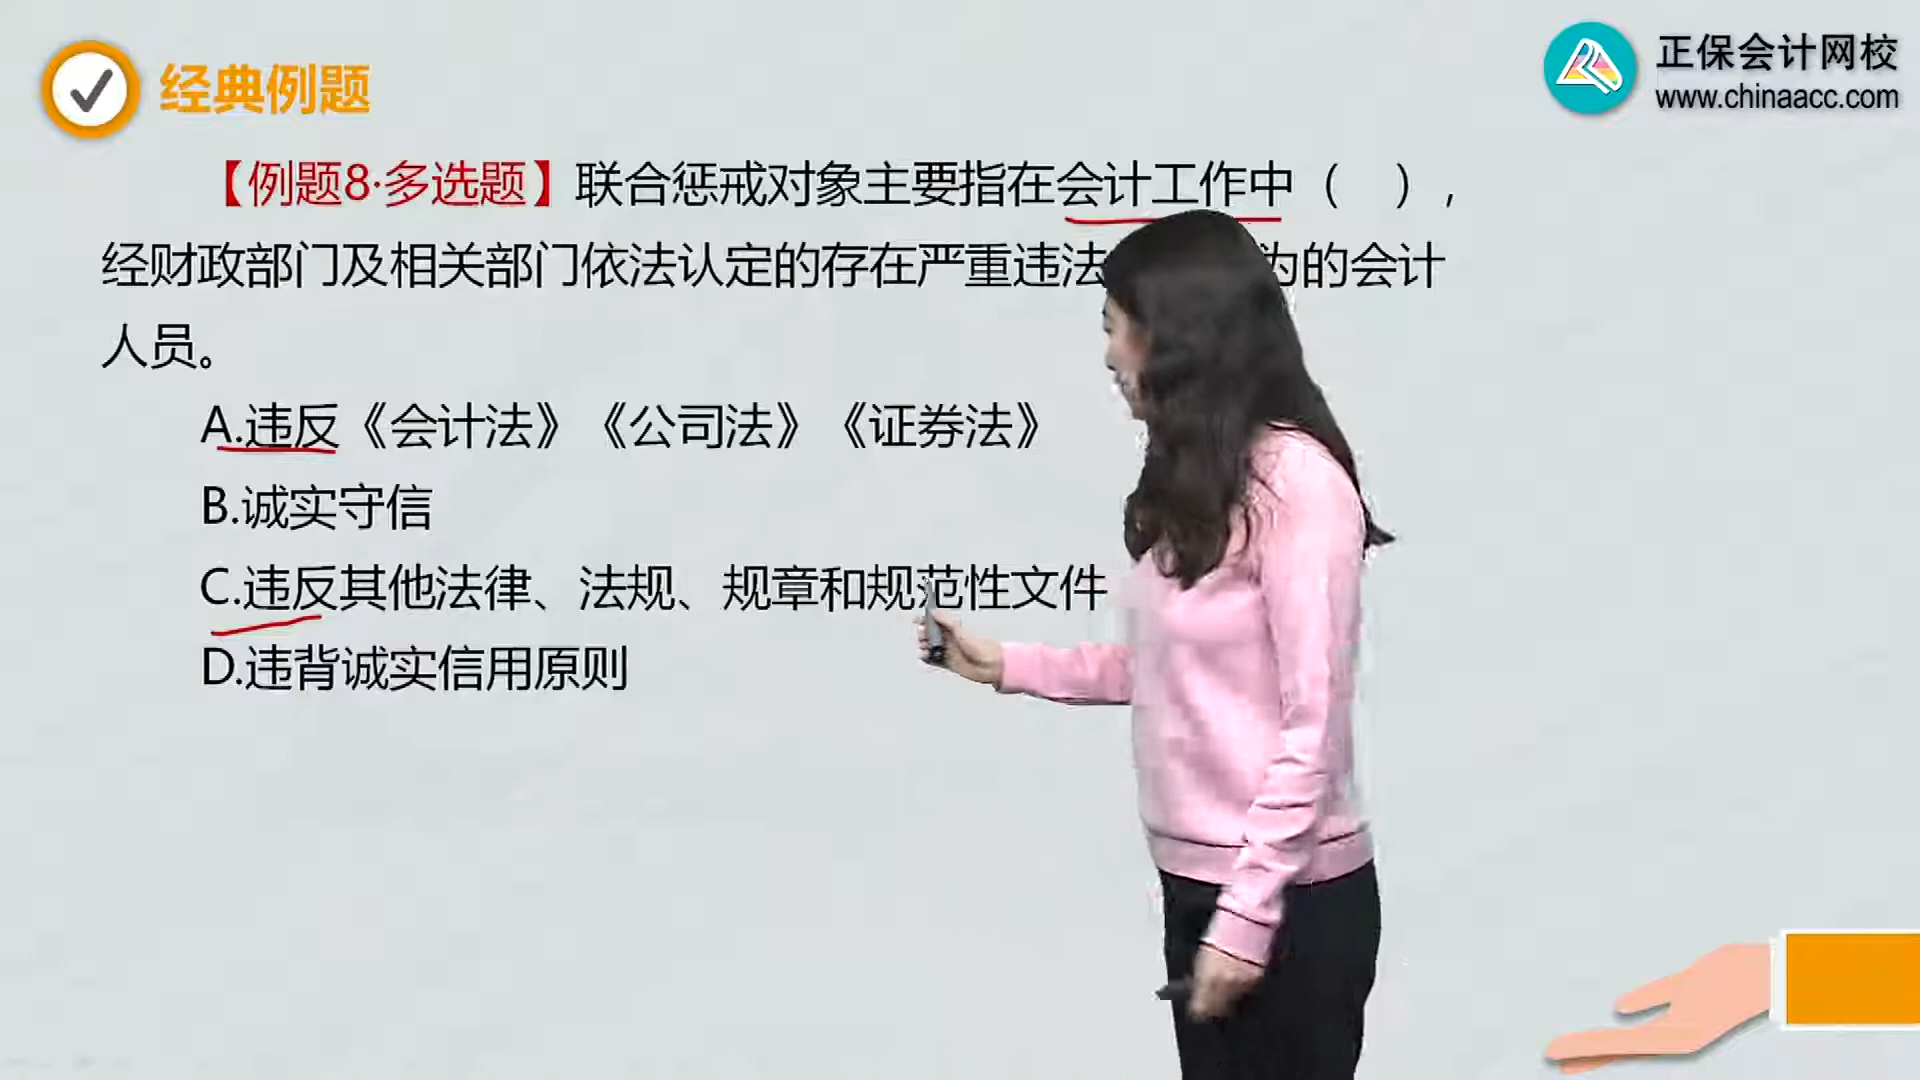 经典例题
正保会计网校
www.chinaacc.com
【例题8·多选题】联合惩戒对象主要指在会计工作中（ ），
经财政部门及相关部门依法认定的存在严重违法 为的会计
人员。
A.违反《会计法》《公司法》《证券法》
B.诚实守信
C.违反其他法律、法规、规章和规范性文件
D.违背诚实信用原则